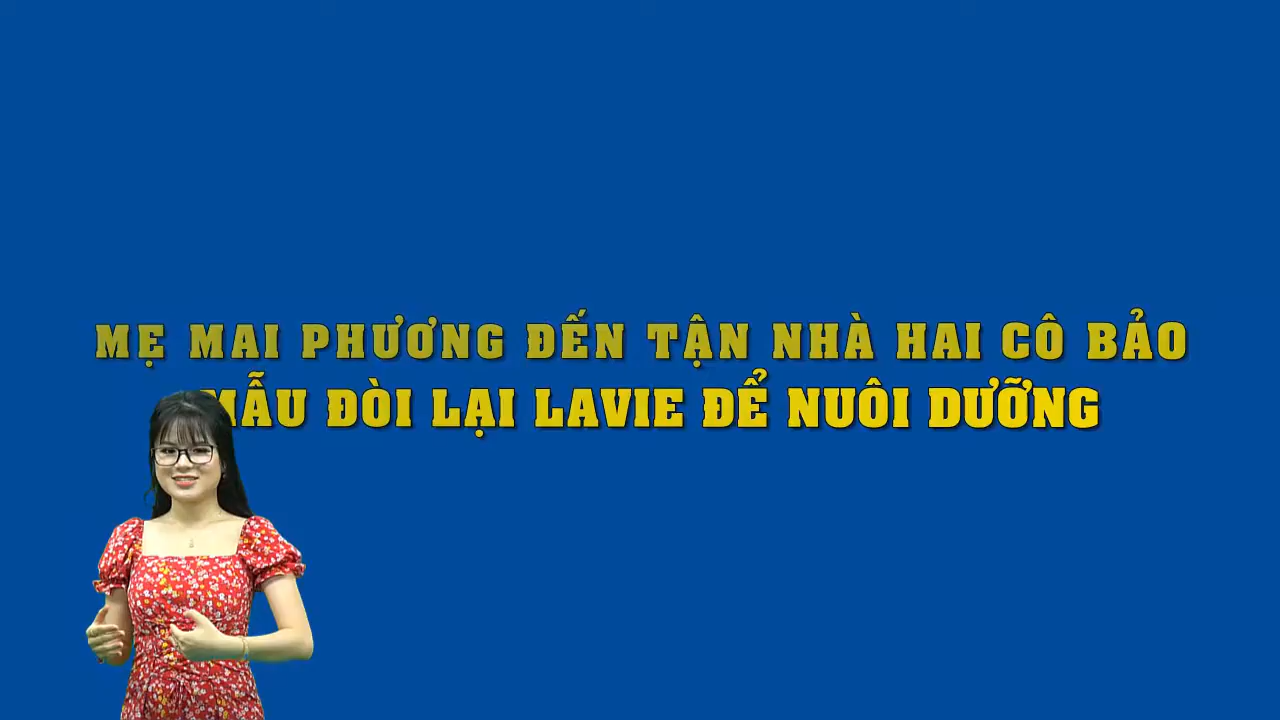 MẸ MAI PHƯƠNG ĐẾN TẬN NHÀ HAI CÔ BẢO
MẪU ĐÒI LẠI LAVIE ĐỂ NUÔI DƯỠNG